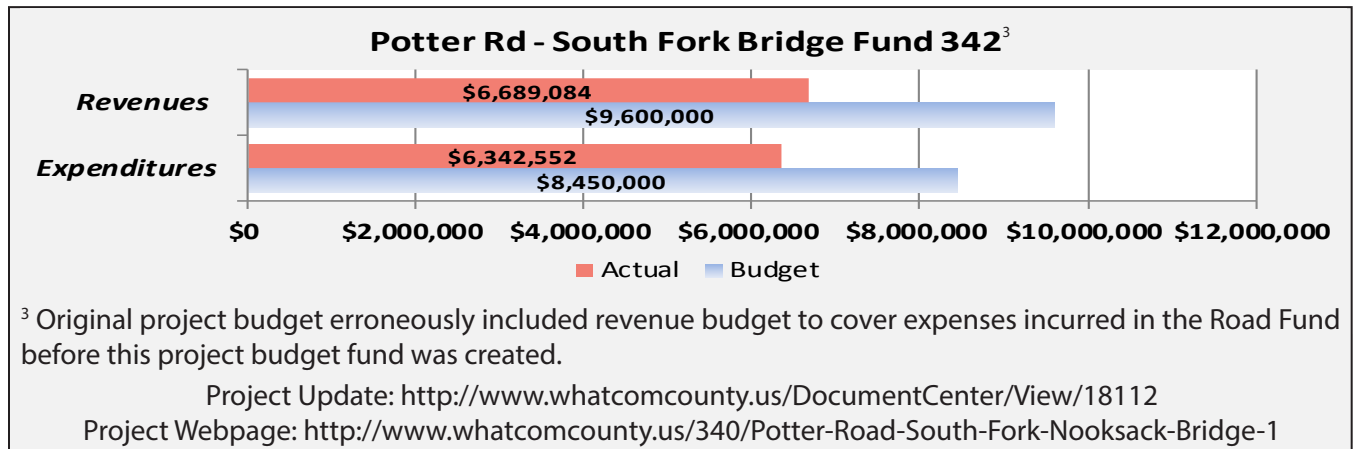 Potter Rd - South Fork Bridge Fund 342³
Revenues
$6,689,084
$9,600,000
Expenditures
$6,342,552
$8,450,000
$0 $2,000,000 $4,000,000 $6,000,000 $8,000,000 $10,000,000 $12,000,000
Actual Budget
³ Original project budget erroneously included revenue budget to cover expenses incurred in the Road Fund
before this project budget fund was created.
Project Update: http://www.whatcomcounty.us/DocumentCenter/View/18112
Project Webpage: http://www.whatcomcounty.us/340/Potter-Road-South-Fork-Nooksack-Bridge-1